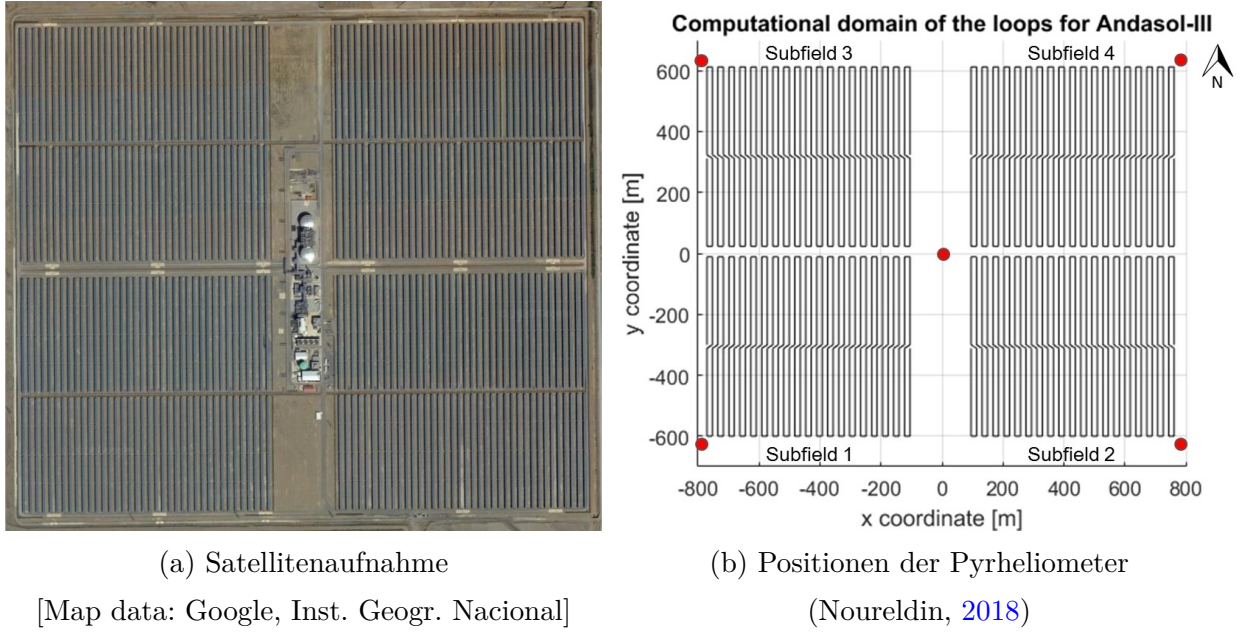 Computational domain of the loops for Andasol-III
Subfield 3
Subfield 4
N
600
400
200
0
-200
-400
-600
y coordinate [m]
Subfield 1
Subfield 2
-800 -600 -400 -200 0 200 400 600 800
x coordinate [m]
(a) Satellitenaufnahme
[Map data: Google, Inst. Geogr. Nacional]
(b) Positionen der Pyrheliometer
(Noureldin, 2018)